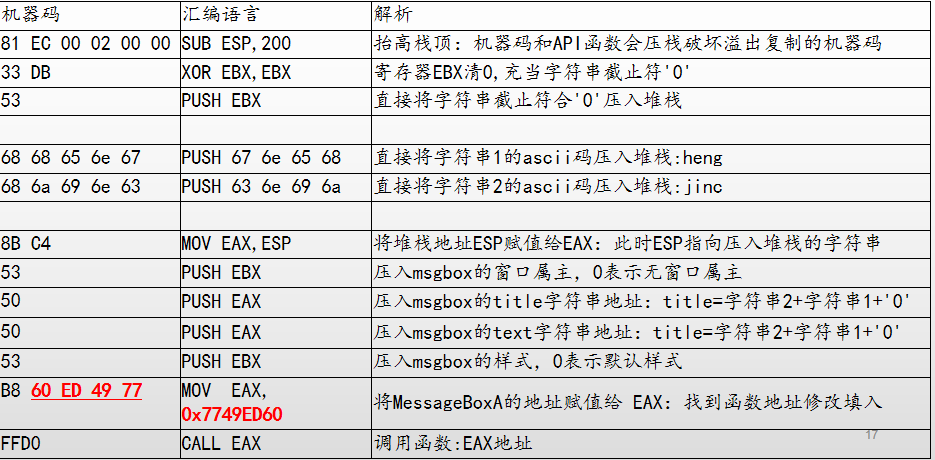 机器码 汇编语言 解析
81 EC 00 02 00 00 SUB ESP,200 抬高栈顶：机器码和API函数会压栈破坏溢出复制的机器码
33 DB XOR EBX,EBX 寄存器EBX清0,充当字符串截止符'0'
53 PUSH EBX 直接将字符串截止符合'0'压入堆栈
68 68 65 6e 67 PUSH 67 6e 65 68 直接将字符串1的ascii码压入堆栈:heng
68 6a 69 6e 63 PUSH 63 6e 69 6a 直接将字符串2的ascii码压入堆栈:jinc
8B C4 MOV EAX,ESP 将堆栈地址ESP赋值给EAX：此时ESP指向压入堆栈的字符串
53 PUSH EBX 压入msgbox的窗口属主，0表示无窗口属主
50 PUSH EAX 压入msgbox的title字符串地址：title=字符串2+字符串1+'0'
50 PUSH EAX 压入msgbox的text字符串地址：title=字符串2+字符串1+'0'
53 PUSH EBX 压入msgbox的样式，0表示默认样式
B8 60 ED 49 77 MOV EAX,
0x7749ED60 将MessageBoxA的地址赋值给 EAX：找到函数地址修改填入
FFD0 CALL EAX 调用函数:EAX地址
17